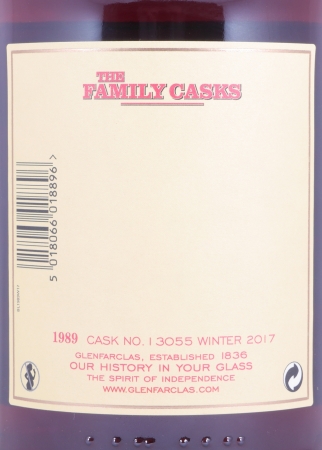 THE
FAMILY CASKS
5 018066 018896 >
1989 CASK NO. 13055 WINTER 2017
GLENFARCLAS, ESTABLISHED 1836
OUR HISTORY IN YOUR GLASS
THE SPIRIT OF INDEPENDENCE
WWW.GLENFARCLAS.COM